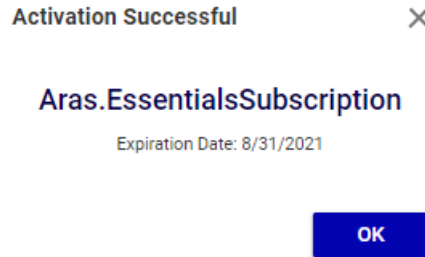 Activation Successful
Aras.EssentialsSubscription
Expiration Date: 8/31/2021
OK